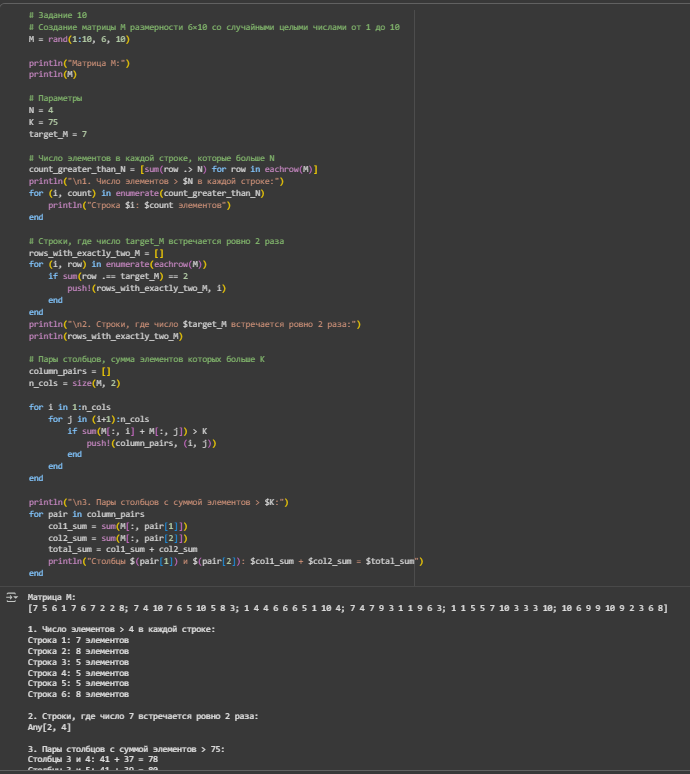 # Задание 10
# Создание матрицы M размерности 6×10 со случайными целыми числами от 1 до 10
M = rand(1:10, 6, 10)
println("Матрица M:")
println(M)
# Параметры
N = 4
K = 75
target_M = 7
# Число элементов в каждой строке, которые больше N
count_greater_than_N = [sum(row .> N) for row in eachrow(M)]
println("\n1. Число элементов > $N в каждой строке:")
for (i, count) in enumerate(count_greater_than_N)
    println("Строка $i: $count элементов")
end
# Строки, где число target_M встречается ровно 2 раза
rows_with_exactly_two_M = []
for (i, row) in enumerate(eachrow(M))
    if sum(row .== target_M) == 2
        push!(rows_with_exactly_two_M, i)
    end
end
println("\n2. Строки, где число $target_M встречается ровно 2 раза:")
println(rows_with_exactly_two_M)
# Пары столбцов, сумма элементов которых больше K
column_pairs = []
n_cols = size(M, 2)
for i in 1:n_cols
    for j in (i+1):n_cols
        if sum(M[:, i] + M[:, j]) > K
            push!(column_pairs, (i, j))
        end
    end
end
println("\n3. Пары столбцов с суммой элементов > $K:")
for pair in column_pairs
    col1_sum = sum(M[:, pair[1]])
    col2_sum = sum(M[:, pair[2]])
    total_sum = col1_sum + col2_sum
    println("Столбцы $(pair[1]) и $(pair[2]): $col1_sum + $col2_sum = $total_sum")
end
Матрица M:
[7 5 6 1 7 6 7 2 2 8; 7 4 10 7 6 5 10 5 8 3; 1 4 4 6 6 6 5 1 10 4; 7 4 7 9 3 1 1 9 6 3; 1 1 5 5 7 10 3 3 3 10; 10 6 9 9 10 9 2 3 6 8]
1. Число элементов > 4 в каждой строке:
Строка 1: 7 элементов
Строка 2: 8 элементов
Строка 3: 5 элементов
Строка 4: 5 элементов
Строка 5: 5 элементов
Строка 6: 8 элементов
2. Строки, где число 7 встречается ровно 2 раза:
Any[2, 4]
3. Пары столбцов с суммой элементов > 75:
Столбцы 3 и 4: 41 + 37 = 78
Столбцы 3 и 5: 41 + 39 = 80